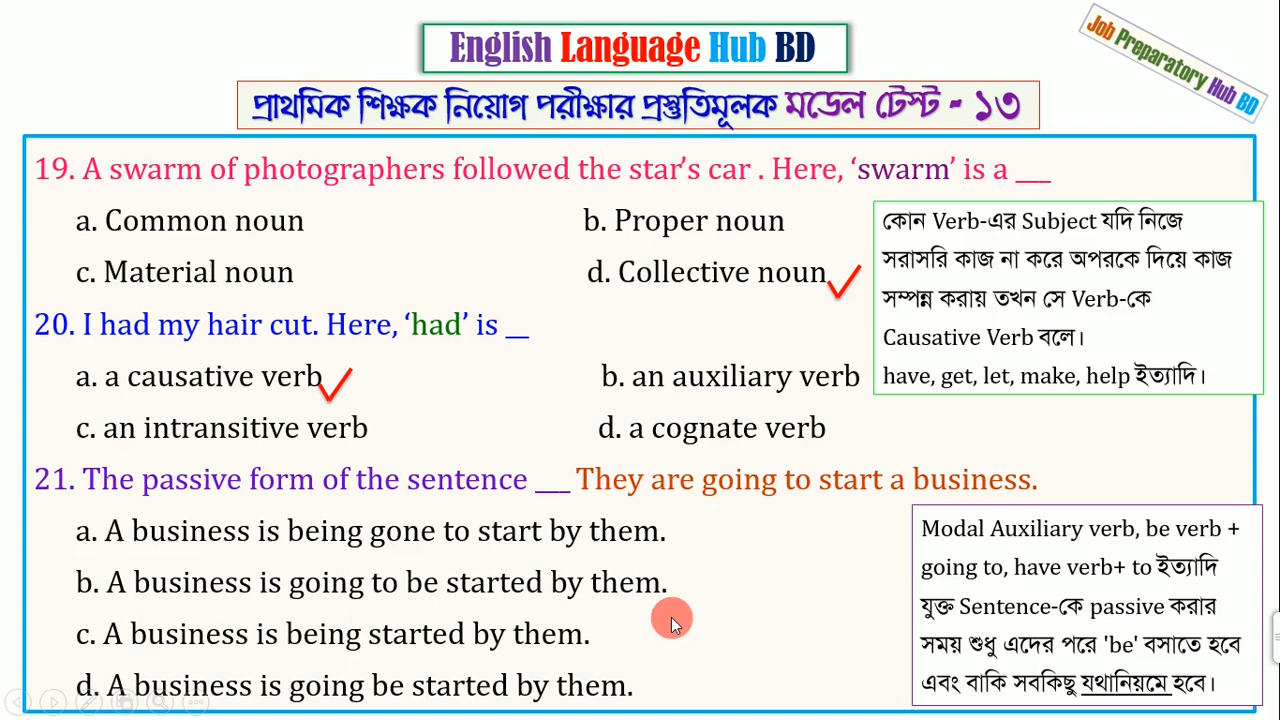 English Language Hub BD
Job Preparatory Hub BD
প্রাথমিক শিক্ষক নিয়োগ পরীক্ষার প্রস্তুতিমূলক মডেল টেস্ট - ১৩
19. A swarm of photographers followed the star's car . Here, ‘swarm’ is a ___
a. Common noun b. Proper noun
c. Material noun d. Collective noun
20. I had my hair cut. Here, ‘had’ is __
a. a causative verb b. an auxiliary verb
c. an intransitive verb d. a cognate verb
কোন Verb-এর Subject যদি নিজে
সরাসরি কাজ না করে অপরকে দিয়ে কাজ
সম্পন্ন করায় তখন সে Verb-কে
Causative Verb বলে।
have, get, let, make, help ইত্যাদি।
21. The passive form of the sentence ___ They are going to start a business.
a. A business is being gone to start by them.
b. A business is going to be started by them.
c. A business is being started by them.
d. A business is going be started by them.
Modal Auxiliary verb, be verb +
going to, have verb+ to ইত্যাদি
যুক্ত Sentence-কে passive করার
সময় শুধু এদের পরে 'be' বসাতে হবে
এবং বাকি সবকিছু যথানিয়মে হবে।